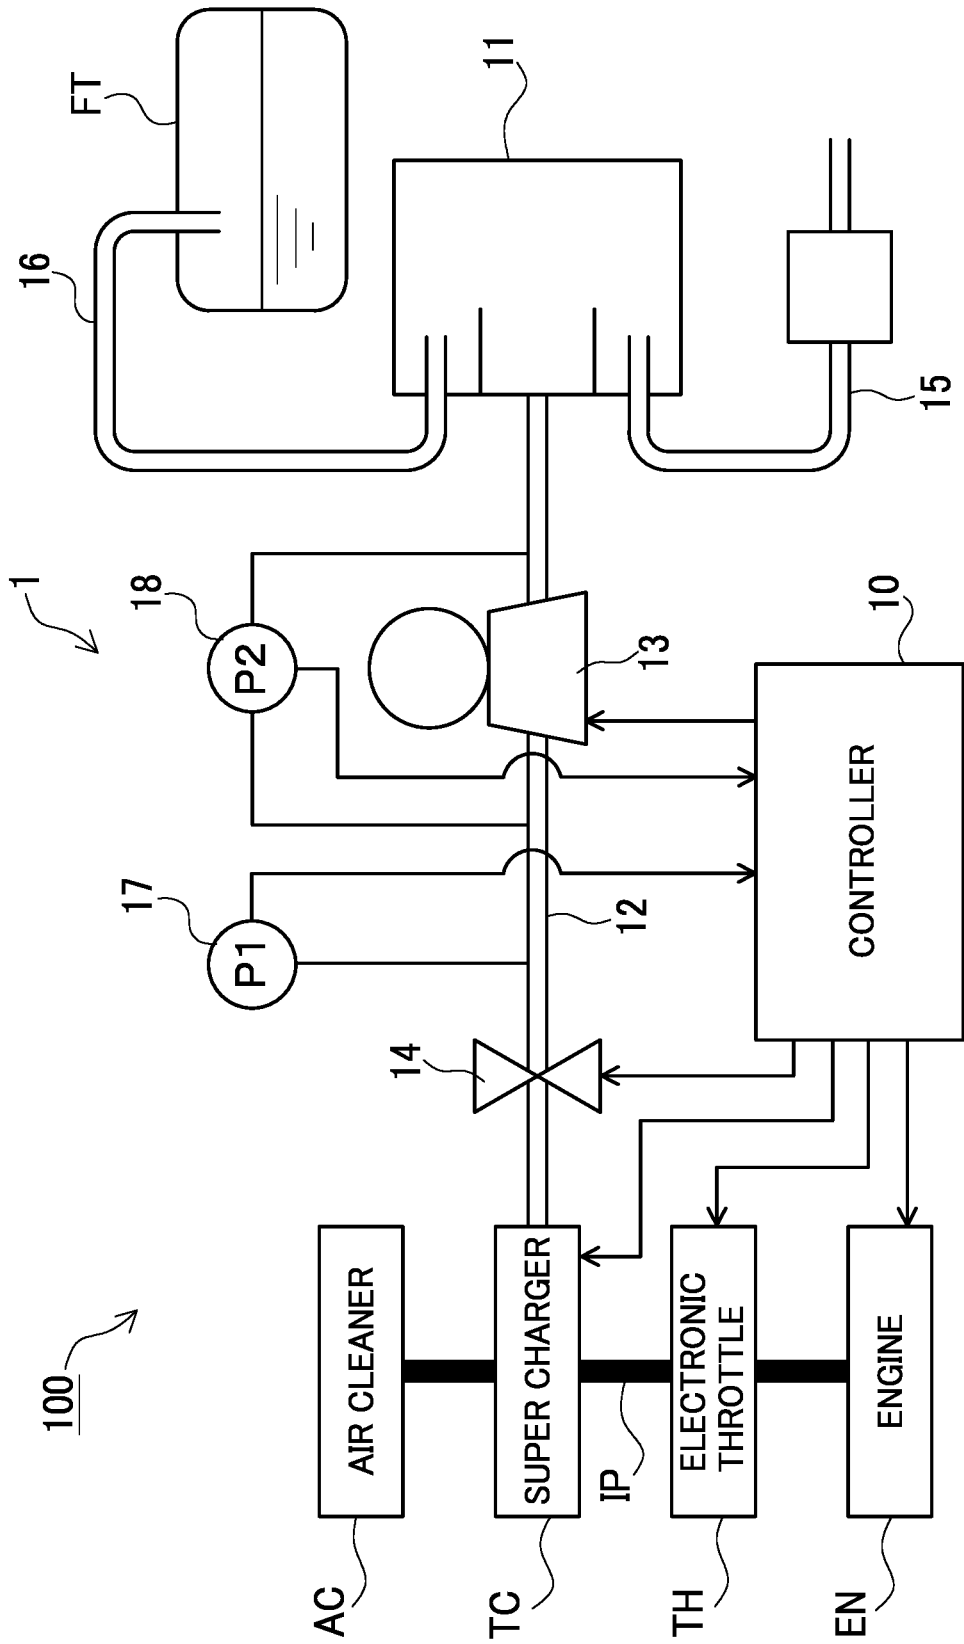 100
1
AC
AIR CLEANER
TC
SUPER CHARGER
IP
TH
ELECTRONIC
THROTTLE
EN
ENGINE
14
17
P1
12
18
P2
13
10
CONTROLLER
16
FT
11
15